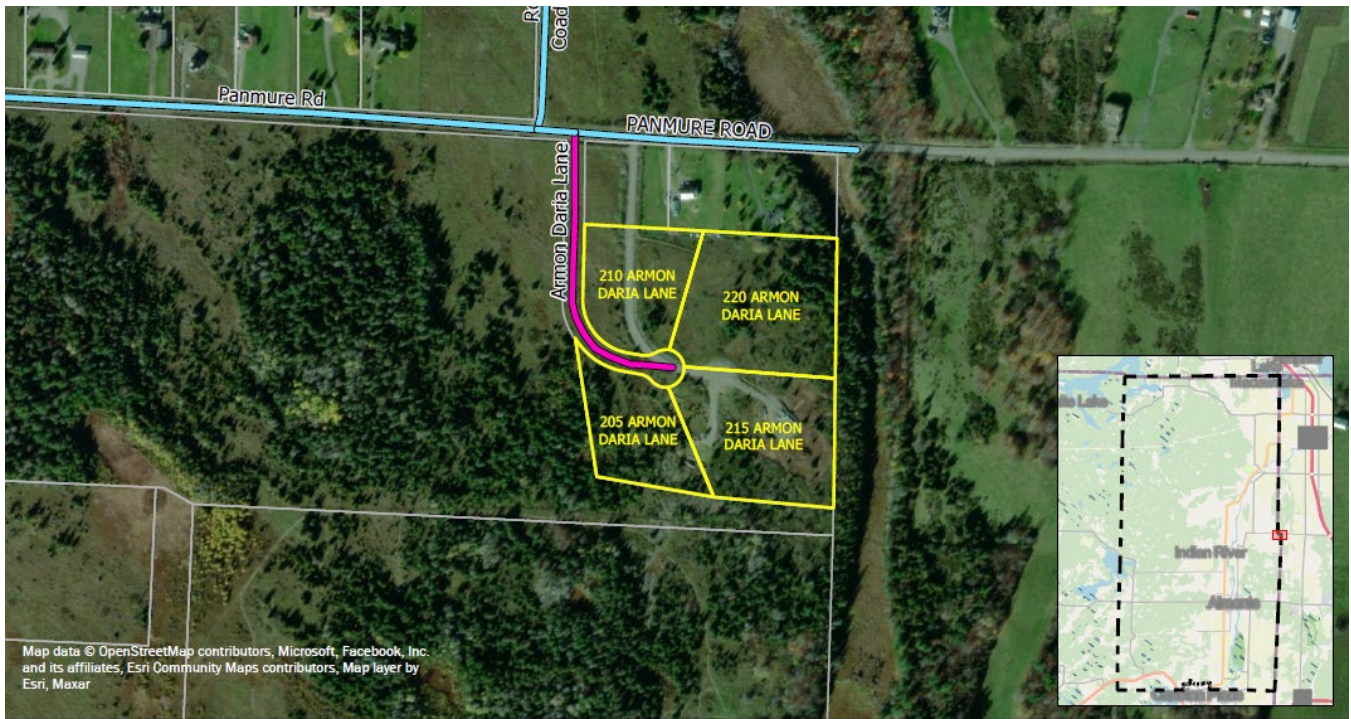 Coad
Panmure Rd
PANMURE ROAD
Armon Daria Lane
210 ARMON
DARIA LANE
220 ARMON
DARIA LANE
205 ARMON
DARIA LANE
215 ARMON
DARIA LANE
Indian River
Almonte
Map data © OpenStreetMap contributors, Microsoft, Facebook, Inc.
and its affiliates, Esri Community Maps contributors, Map layer by
Esri, Maxar